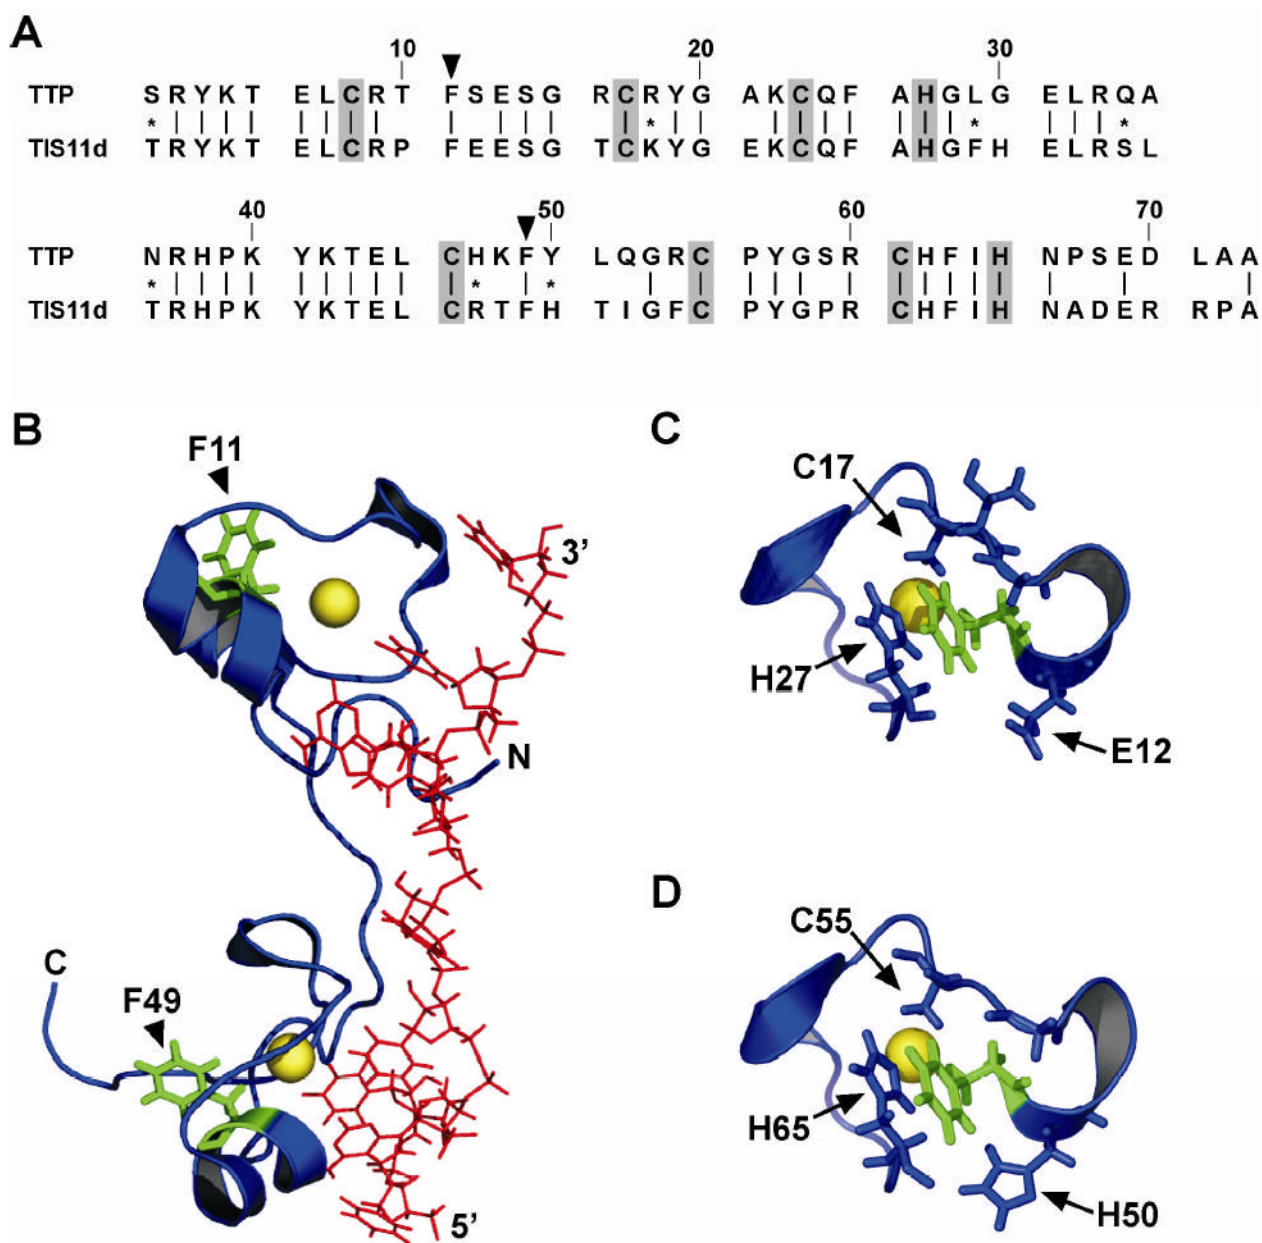 A
10 20 30
TTP S R Y K T E L C R T F S E S G R C R Y G A K C Q F A H G L G E L R Q A
* | | | | | | | | | | | | | * | | | | | | | | | * | | | *
TIS11d T R Y K T E L C R P F E E S G T C K Y G E K C Q F A H G F H E L R S L
40 50 60 70
TTP N R H P K Y K T E L C H K F Y L Q G R C P Y G S R C H F I H N P S E D L A A
* | | | | | | | | | | * | * | | | | | | | | | | | | | |
TIS11d T R H P K Y K T E L C R T F H T I G F C P Y G P R C H F I H N A D E R R P A
B
F11
3’
N
C
F49
5’
C
C17
H27
E12
D
C55
H65
H50